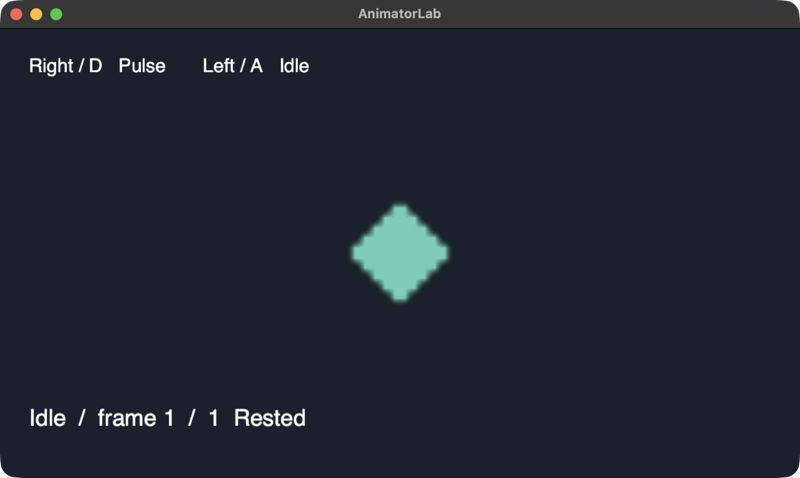 AnimatorLab
Right / D   Pulse      Left / A   Idle
Idle  /  frame 1  /  1  Rested